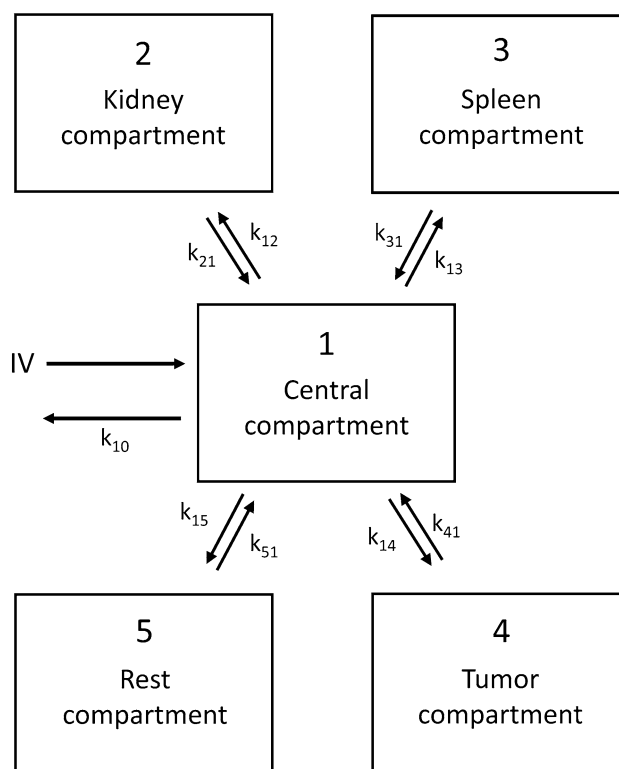 2
Kidney
compartment
3
Spleen
compartment
k12
k21
k31
k13
IV
k10
1
Central
compartment
k15
k51
k14
k41
5
Rest
compartment
4
Tumor
compartment